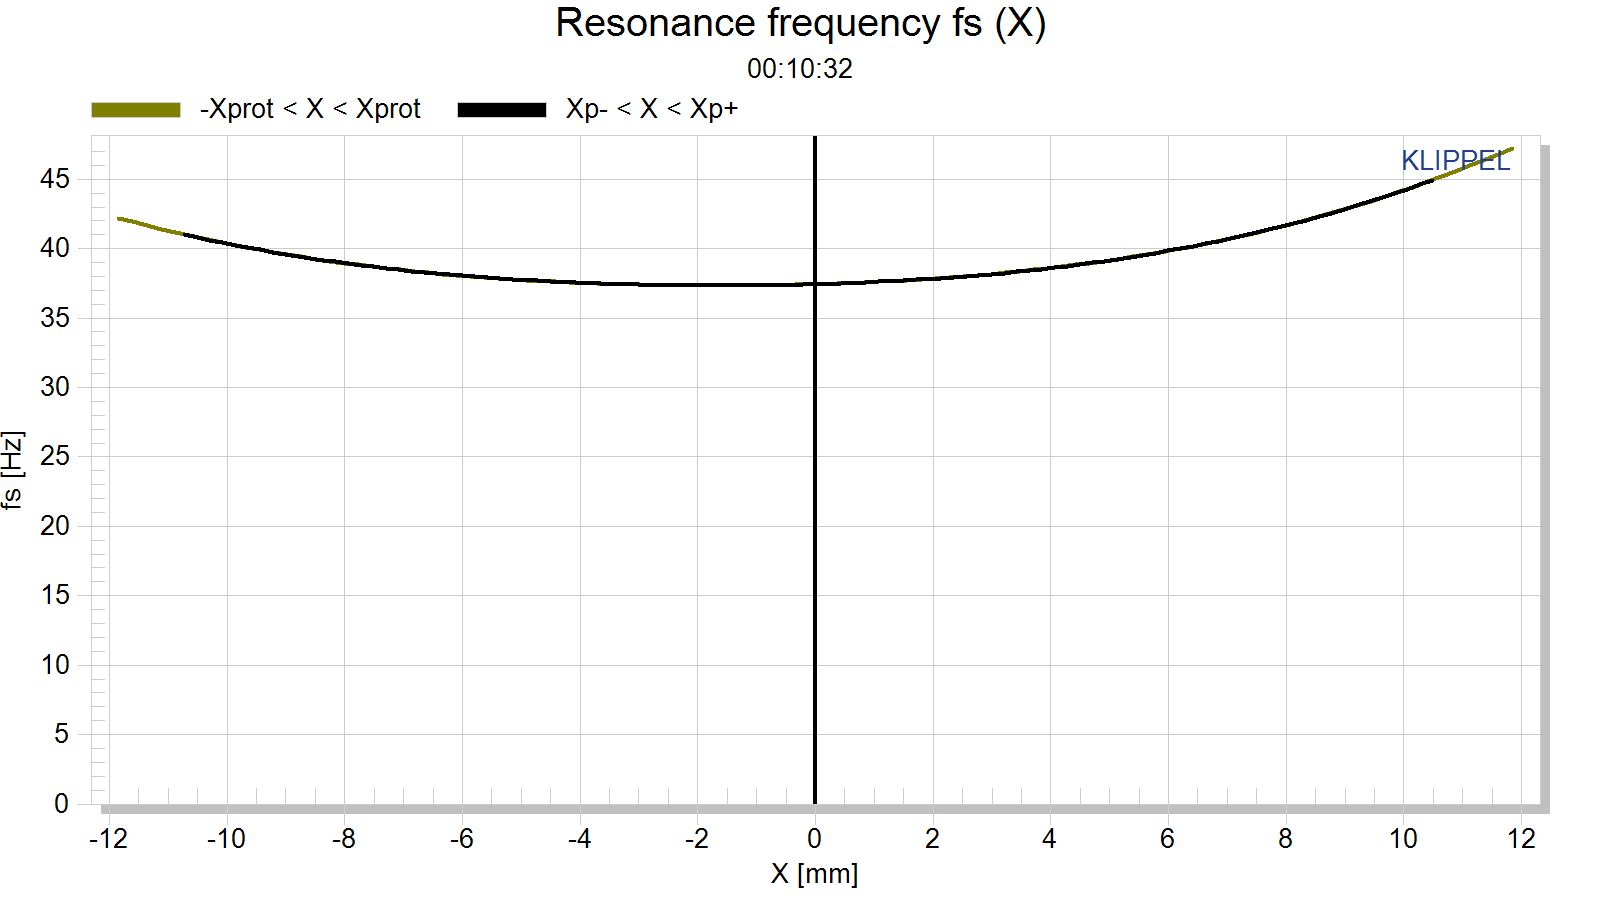 Resonance frequency fs (X)
00:10:32
-Xprot < X < Xprot Xp- < X < Xp+
KLIPPEL
45
40
35
30
25
20
15
10
5
0
fs [Hz]
-12 -10 -8 -6 -4 -2 0 2 4 6 8 10 12
X [mm]